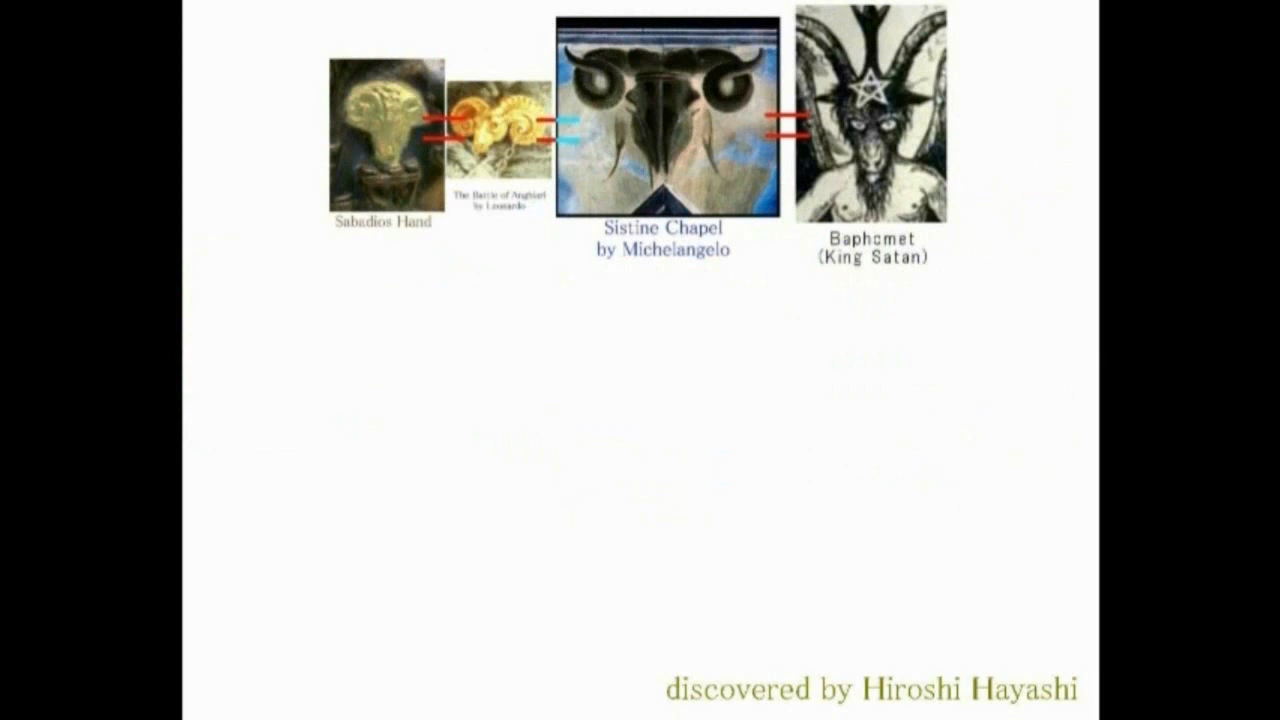 Sabadios Hand
The Battle of Anghiari
by Leonardo
Sistine Chapel
by Michelangelo
Baphomet
(King Satan)
discovered by Hiroshi Hayashi